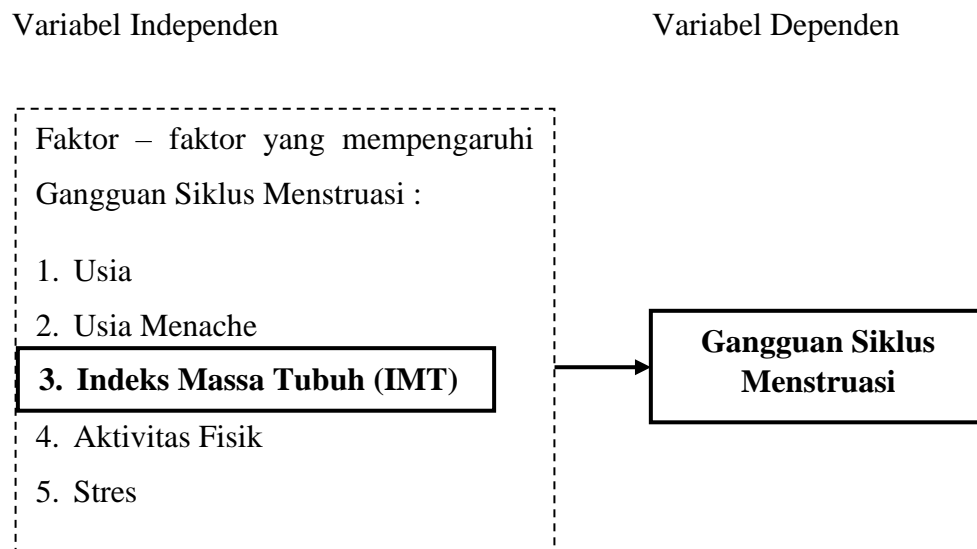 Variabel Independen
Variabel Dependen
Faktor – faktor yang mempengaruhi
Gangguan Siklus Menstruasi :
1. Usia
2. Usia Menache
3. Indeks Massa Tubuh (IMT)
4. Aktivitas Fisik
5. Stres
Gangguan Siklus
Menstruasi